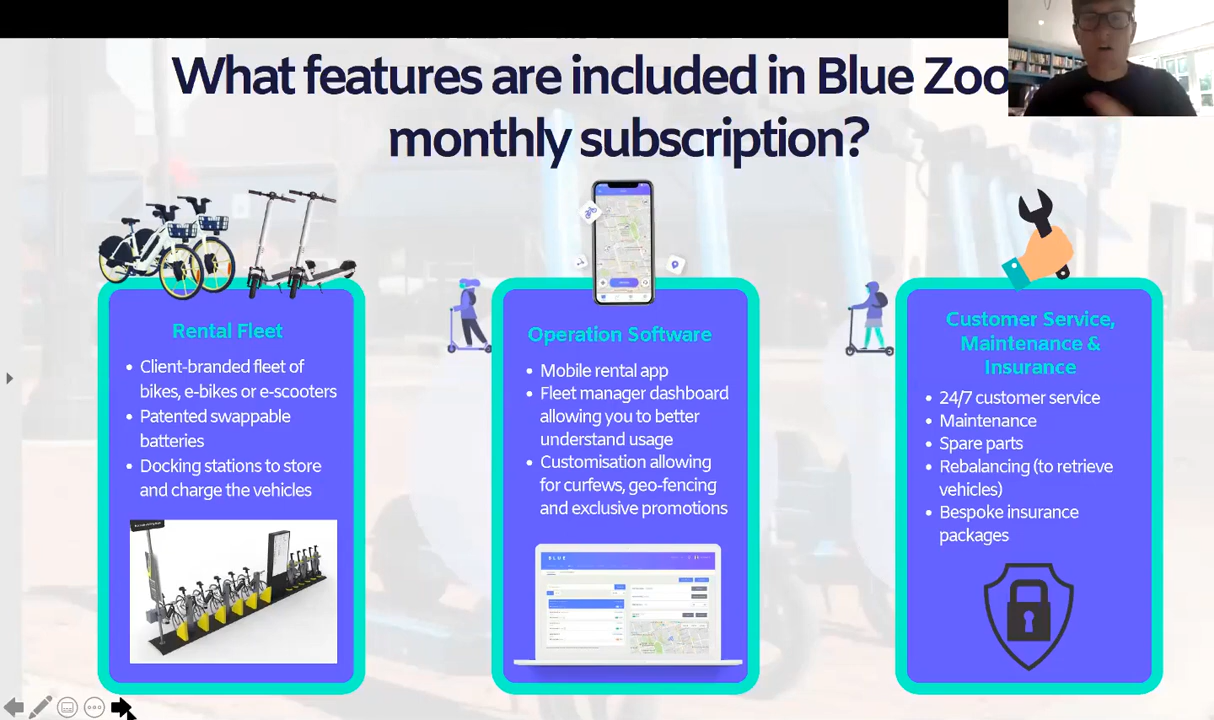 What features are included in Blue Zoo
monthly subscription?
Rental Fleet
• Client-branded fleet of
bikes, e-bikes or e-scooters
• Patented swappable
batteries
• Docking stations to store
and charge the vehicles
Operation Software
• Mobile rental app
• Fleet manager dashboard
allowing you to better
understand usage
• Customisation allowing
for curfews, geo-fencing
and exclusive promotions
BLUE
Customer Service,
Maintenance &
Insurance
• 24/7 customer service
• Maintenance
• Spare parts
• Rebalancing (to retrieve
vehicles)
• Bespoke insurance
packages